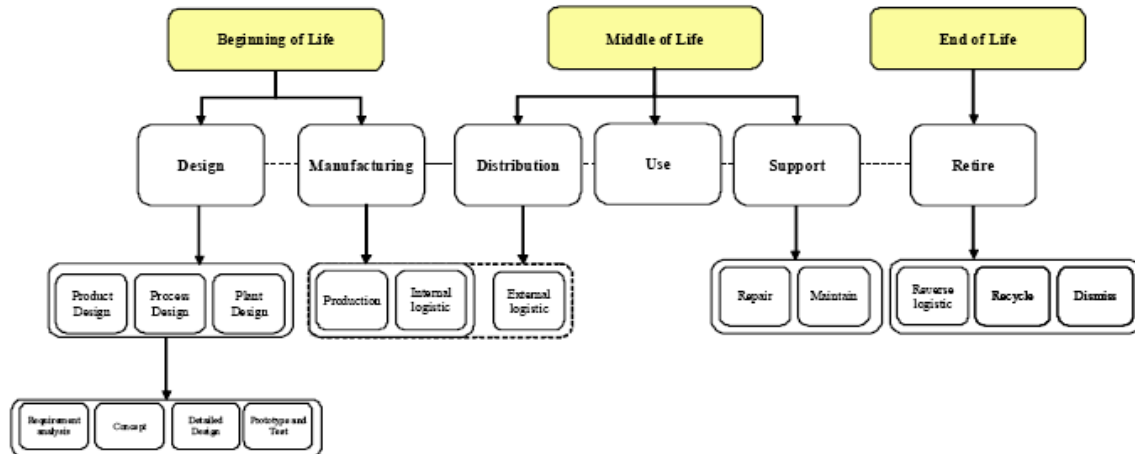 Beginning of Life
Middle of Life
End of Life
Design
Manufacturing
Distribution
Use
Support
Retire
Product
Design
Process
Design
Plant
Design
Production
Internal
logistic
External
logistic
Repair
Maintain
Reverse
logistic
Recycle
Dismiss
Requirement
analysis
Concept
Detailed
Design
Prototype and
Test